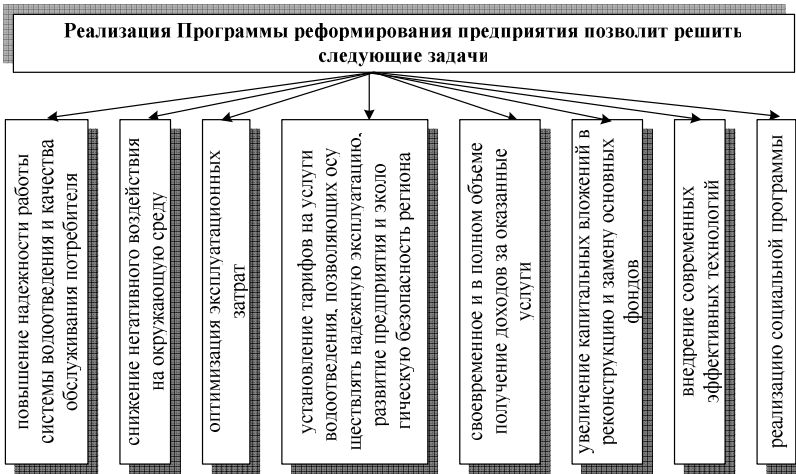 Реализация Программы реформирования предприятия позволит решить
следующие задачи
повышение надежности работы
системы водоотведения и качества
обслуживания потребителя
снижение негативного воздействия
на окружающую среду
оптимизация эксплуатационных
затрат
установление тарифов на услуги
водоотведения, позволяющих осу
ществлять надежную эксплуатацию,
развитие предприятия и эколо
гическую безопасность региона
своевременное и в полном объеме
получение доходов за оказанные
услуги
увеличение капитальных вложений в
реконструкцию и замену основных
фондов
внедрение современных
эффективных технологий
реализацию социальной программы